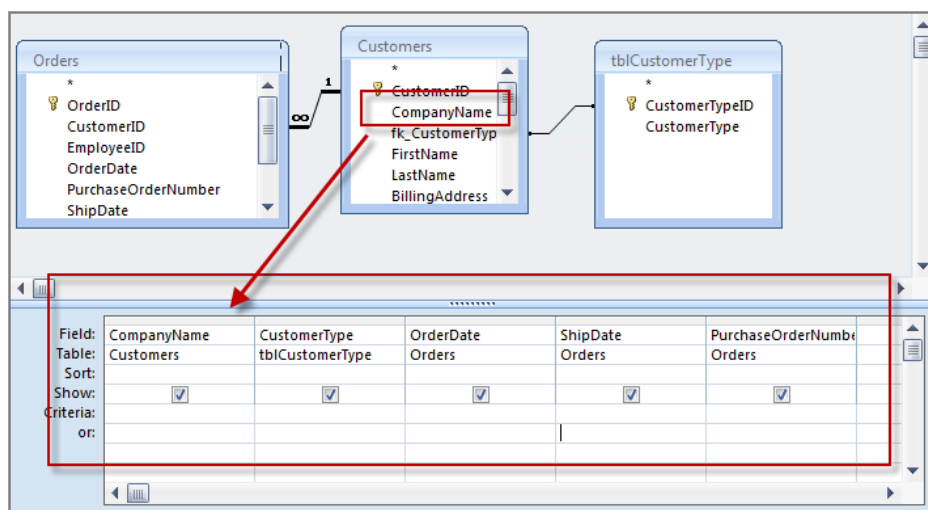 Orders
*
OrderID
CustomerID
EmployeeID
OrderDate
PurchaseOrderNumber
ShipDate
∞
1
Customers
*
CustomerID
CompanyName
fk_CustomerTyp
FirstName
LastName
BillingAddress
tblCustomerType
*
CustomerTypeID
CustomerType
Field: CompanyName CustomerType OrderDate ShipDate PurchaseOrderNumbe
Table: Customers tblCustomerType Orders Orders Orders
Sort:
Show:
Criteria:
or: